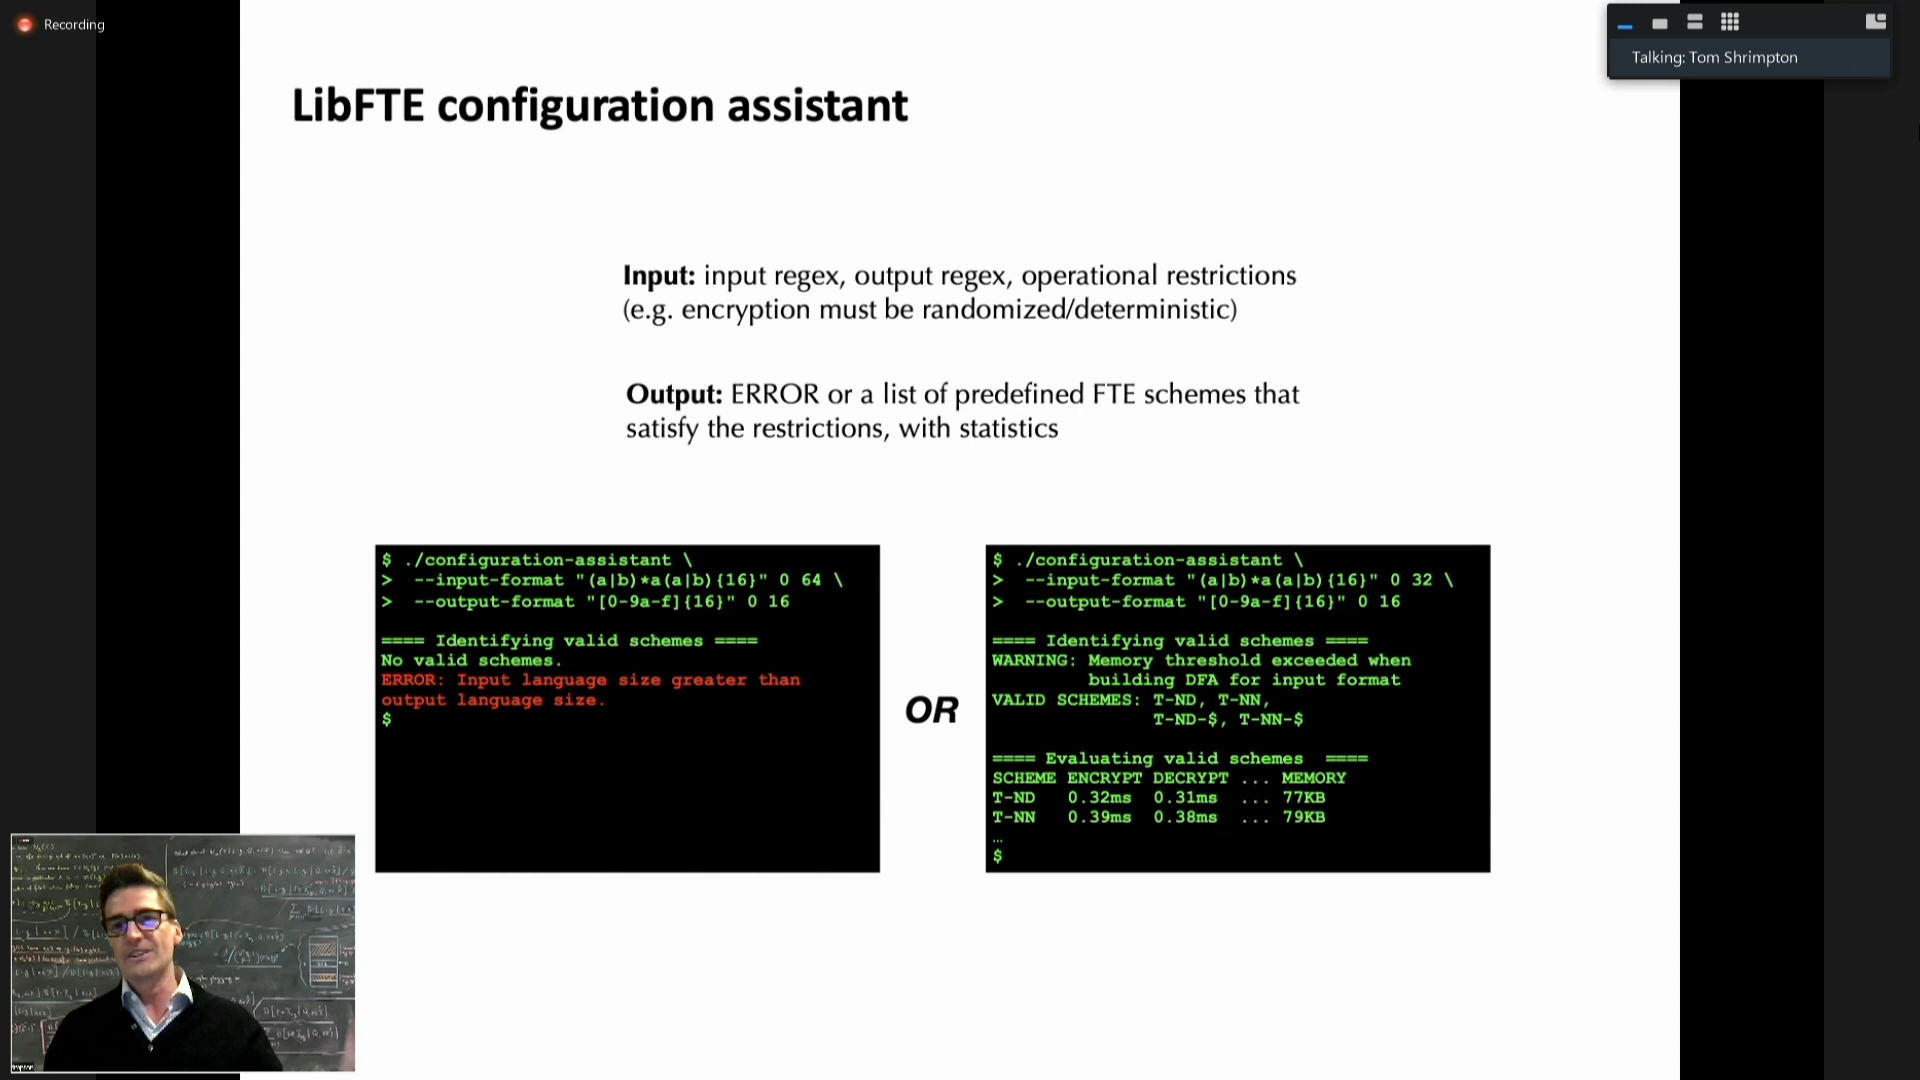 Recording
Talking: Tom Shrimpton
LibFTE configuration assistant
Input: input regex, output regex, operational restrictions
(e.g. encryption must be randomized/deterministic)
Output: ERROR or a list of predefined FTE schemes that
satisfy the restrictions, with statistics
$ ./configuration-assistant \
>  --input-format "(a|b)*a(a|b){16}" 0 64 \
>  --output-format "[0-9a-f]{16}" 0 16
==== Identifying valid schemes ====
No valid schemes.
ERROR: Input language size greater than
output language size.
$
OR
$ ./configuration-assistant \
>  --input-format "(a|b)*a(a|b){16}" 0 32 \
>  --output-format "[0-9a-f]{16}" 0 16
==== Identifying valid schemes ====
WARNING: Memory threshold exceeded when
building DFA for input format
VALID SCHEMES: T-ND, T-NN,
T-ND-$, T-NN-$
==== Evaluating valid schemes  ====
SCHEME ENCRYPT DECRYPT ... MEMORY
T-ND   0.32ms  0.31ms  ... 77KB
T-NN   0.39ms  0.38ms  ... 79KB
…
$